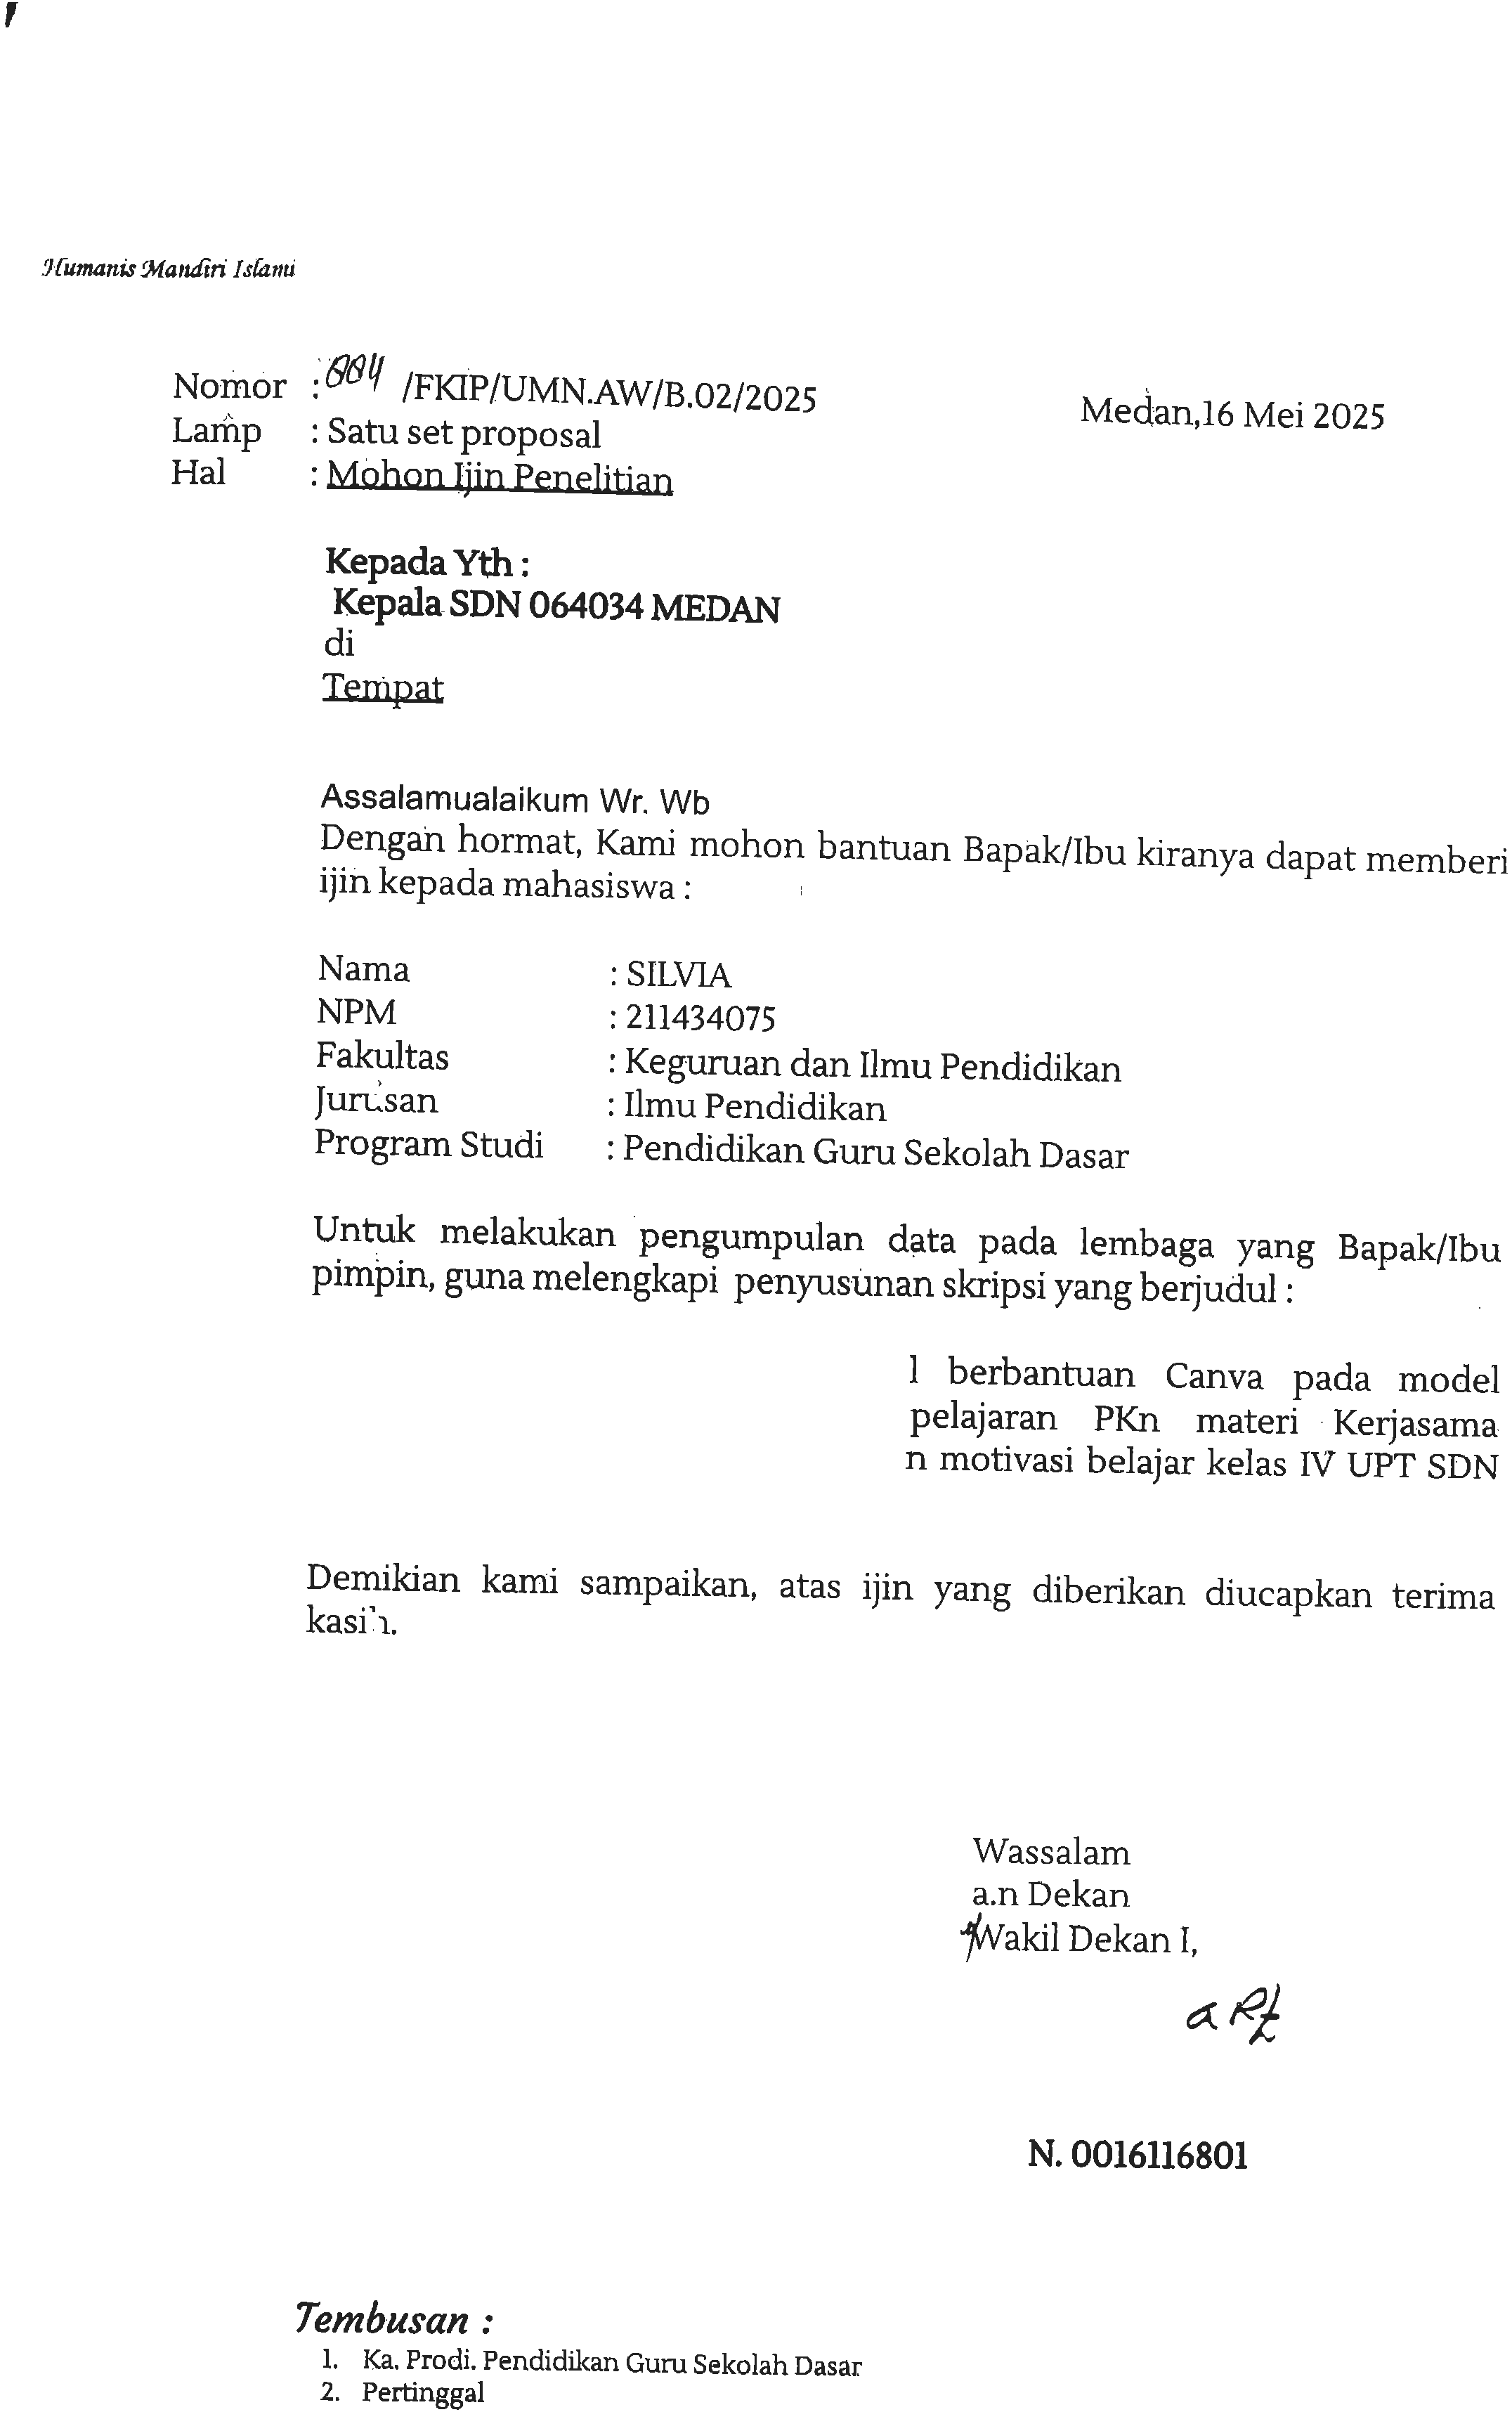 Humanis Mandiri Islami
Nomor : 884 /FKIP/UMN.AW/B.02/2025
Medan,16 Mei 2025
Lamp : Satu set proposal
Hal : Mohon Ijin Penelitian
Kepada Yth :
Kepala SDN 064034 MEDAN
di
Tempat
Assalamualaikum Wr. Wb
Dengan hormat, Kami mohon bantuan Bapak/Ibu kiranya dapat memberi
ijin kepada mahasiswa :
Nama : SILVIA
NPM : 211434075
Fakultas : Keguruan dan Ilmu Pendidikan
Jurusan : Ilmu Pendidikan
Program Studi : Pendidikan Guru Sekolah Dasar
Untuk melakukan pengumpulan data pada lembaga yang Bapak/Ibu
pimpin, guna melengkapi penyusunan skripsi yang berjudul :
l berbantuan Canva pada model
pelajaran PKn materi Kerjasama
n motivasi belajar kelas IV UPT SDN
Demikian kami sampaikan, atas ijin yang diberikan diucapkan terima
kasih.
Wassalam
a.n Dekan
Wakil Dekan I,
N. 0016116801
Tembusan :
1. Ka. Prodi. Pendidikan Guru Sekolah Dasar
2. Pertinggal